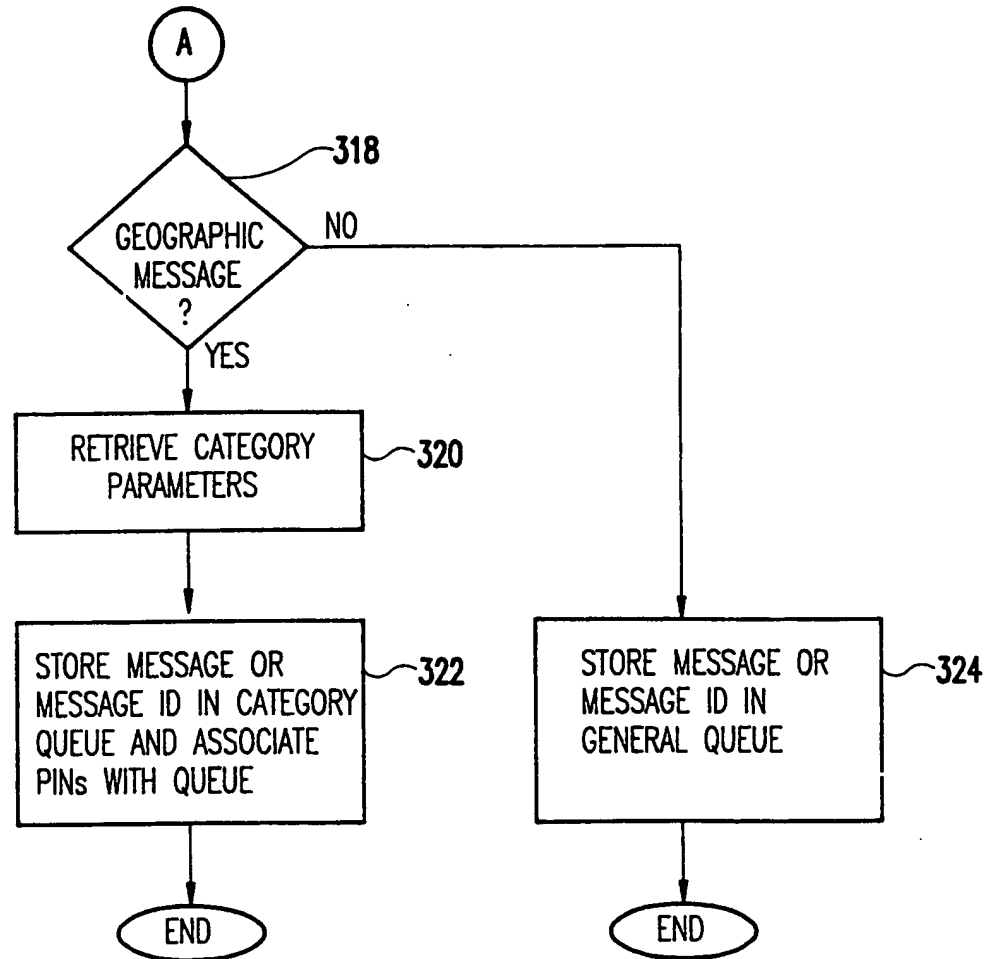 A
318
GEOGRAPHIC
MESSAGE
?
NO
YES
RETRIEVE CATEGORY
PARAMETERS
320
STORE MESSAGE OR
MESSAGE ID IN CATEGORY
QUEUE AND ASSOCIATE
PINs WITH QUEUE
322
STORE MESSAGE OR
MESSAGE ID IN
GENERAL QUEUE
324
END
END